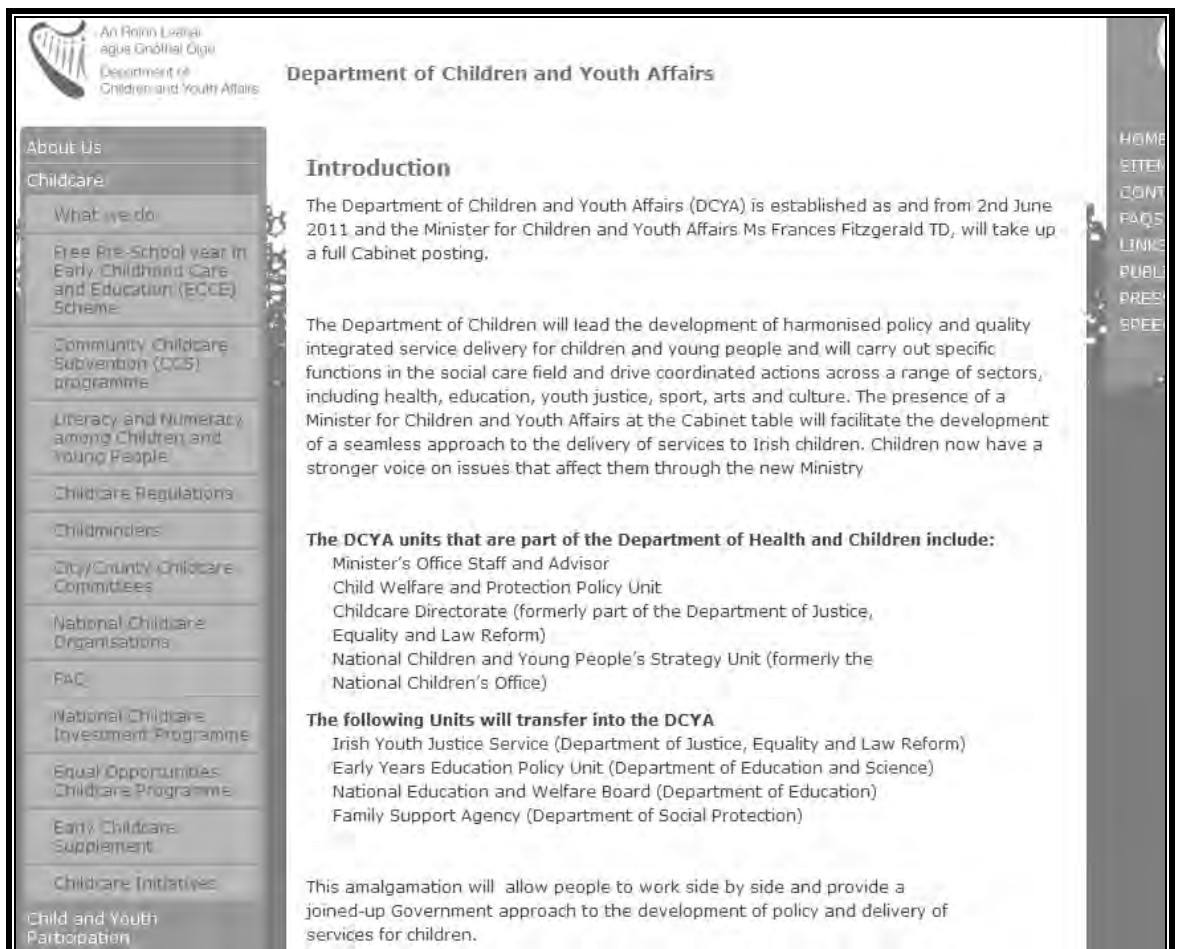 An Roinn Leanaí
agus Gnóthaí Óige
Department of
Children and Youth Affairs
Department of Children and Youth Affairs
About Us
Childcare
What we do
Free Pre-School year in
Early Childhood Care
and Education (ECCE)
Scheme
Community Childcare
Subvention (CCS)
programme
Literacy and Numeracy
among Children and
Young People
Childcare Regulations
Childminders
City/County Childcare
Committees
National Childcare
Organisations
FAQ
National Childcare
Investment Programme
Equal Opportunities
Childcare Programme
Early Childcare
Supplement
Childcare Initiatives
Child and Youth
Participation
Introduction
The Department of Children and Youth Affairs (DCYA) is established as and from 2nd June
2011 and the Minister for Children and Youth Affairs Ms Frances Fitzgerald TD, will take up
a full Cabinet posting.
The Department of Children will lead the development of harmonised policy and quality
integrated service delivery for children and young people and will carry out specific
functions in the social care field and drive coordinated actions across a range of sectors,
including health, education, youth justice, sport, arts and culture. The presence of a
Minister for Children and Youth Affairs at the Cabinet table will facilitate the development
of a seamless approach to the delivery of services to Irish children. Children now have a
stronger voice on issues that affect them through the new Ministry
The DCYA units that are part of the Department of Health and Children include:
Minister's Office Staff and Advisor
Child Welfare and Protection Policy Unit
Childcare Directorate (formerly part of the Department of Justice,
Equality and Law Reform)
National Children and Young People's Strategy Unit (formerly the
National Children's Office)
The following Units will transfer into the DCYA
Irish Youth Justice Service (Department of Justice, Equality and Law Reform)
Early Years Education Policy Unit (Department of Education and Science)
National Education and Welfare Board (Department of Education)
Family Support Agency (Department of Social Protection)
This amalgamation will allow people to work side by side and provide a
joined-up Government approach to the development of policy and delivery of
services for children.
HOME
SITEM
CONT
FAQS
LINKS
PUBL
PRES
SPEE